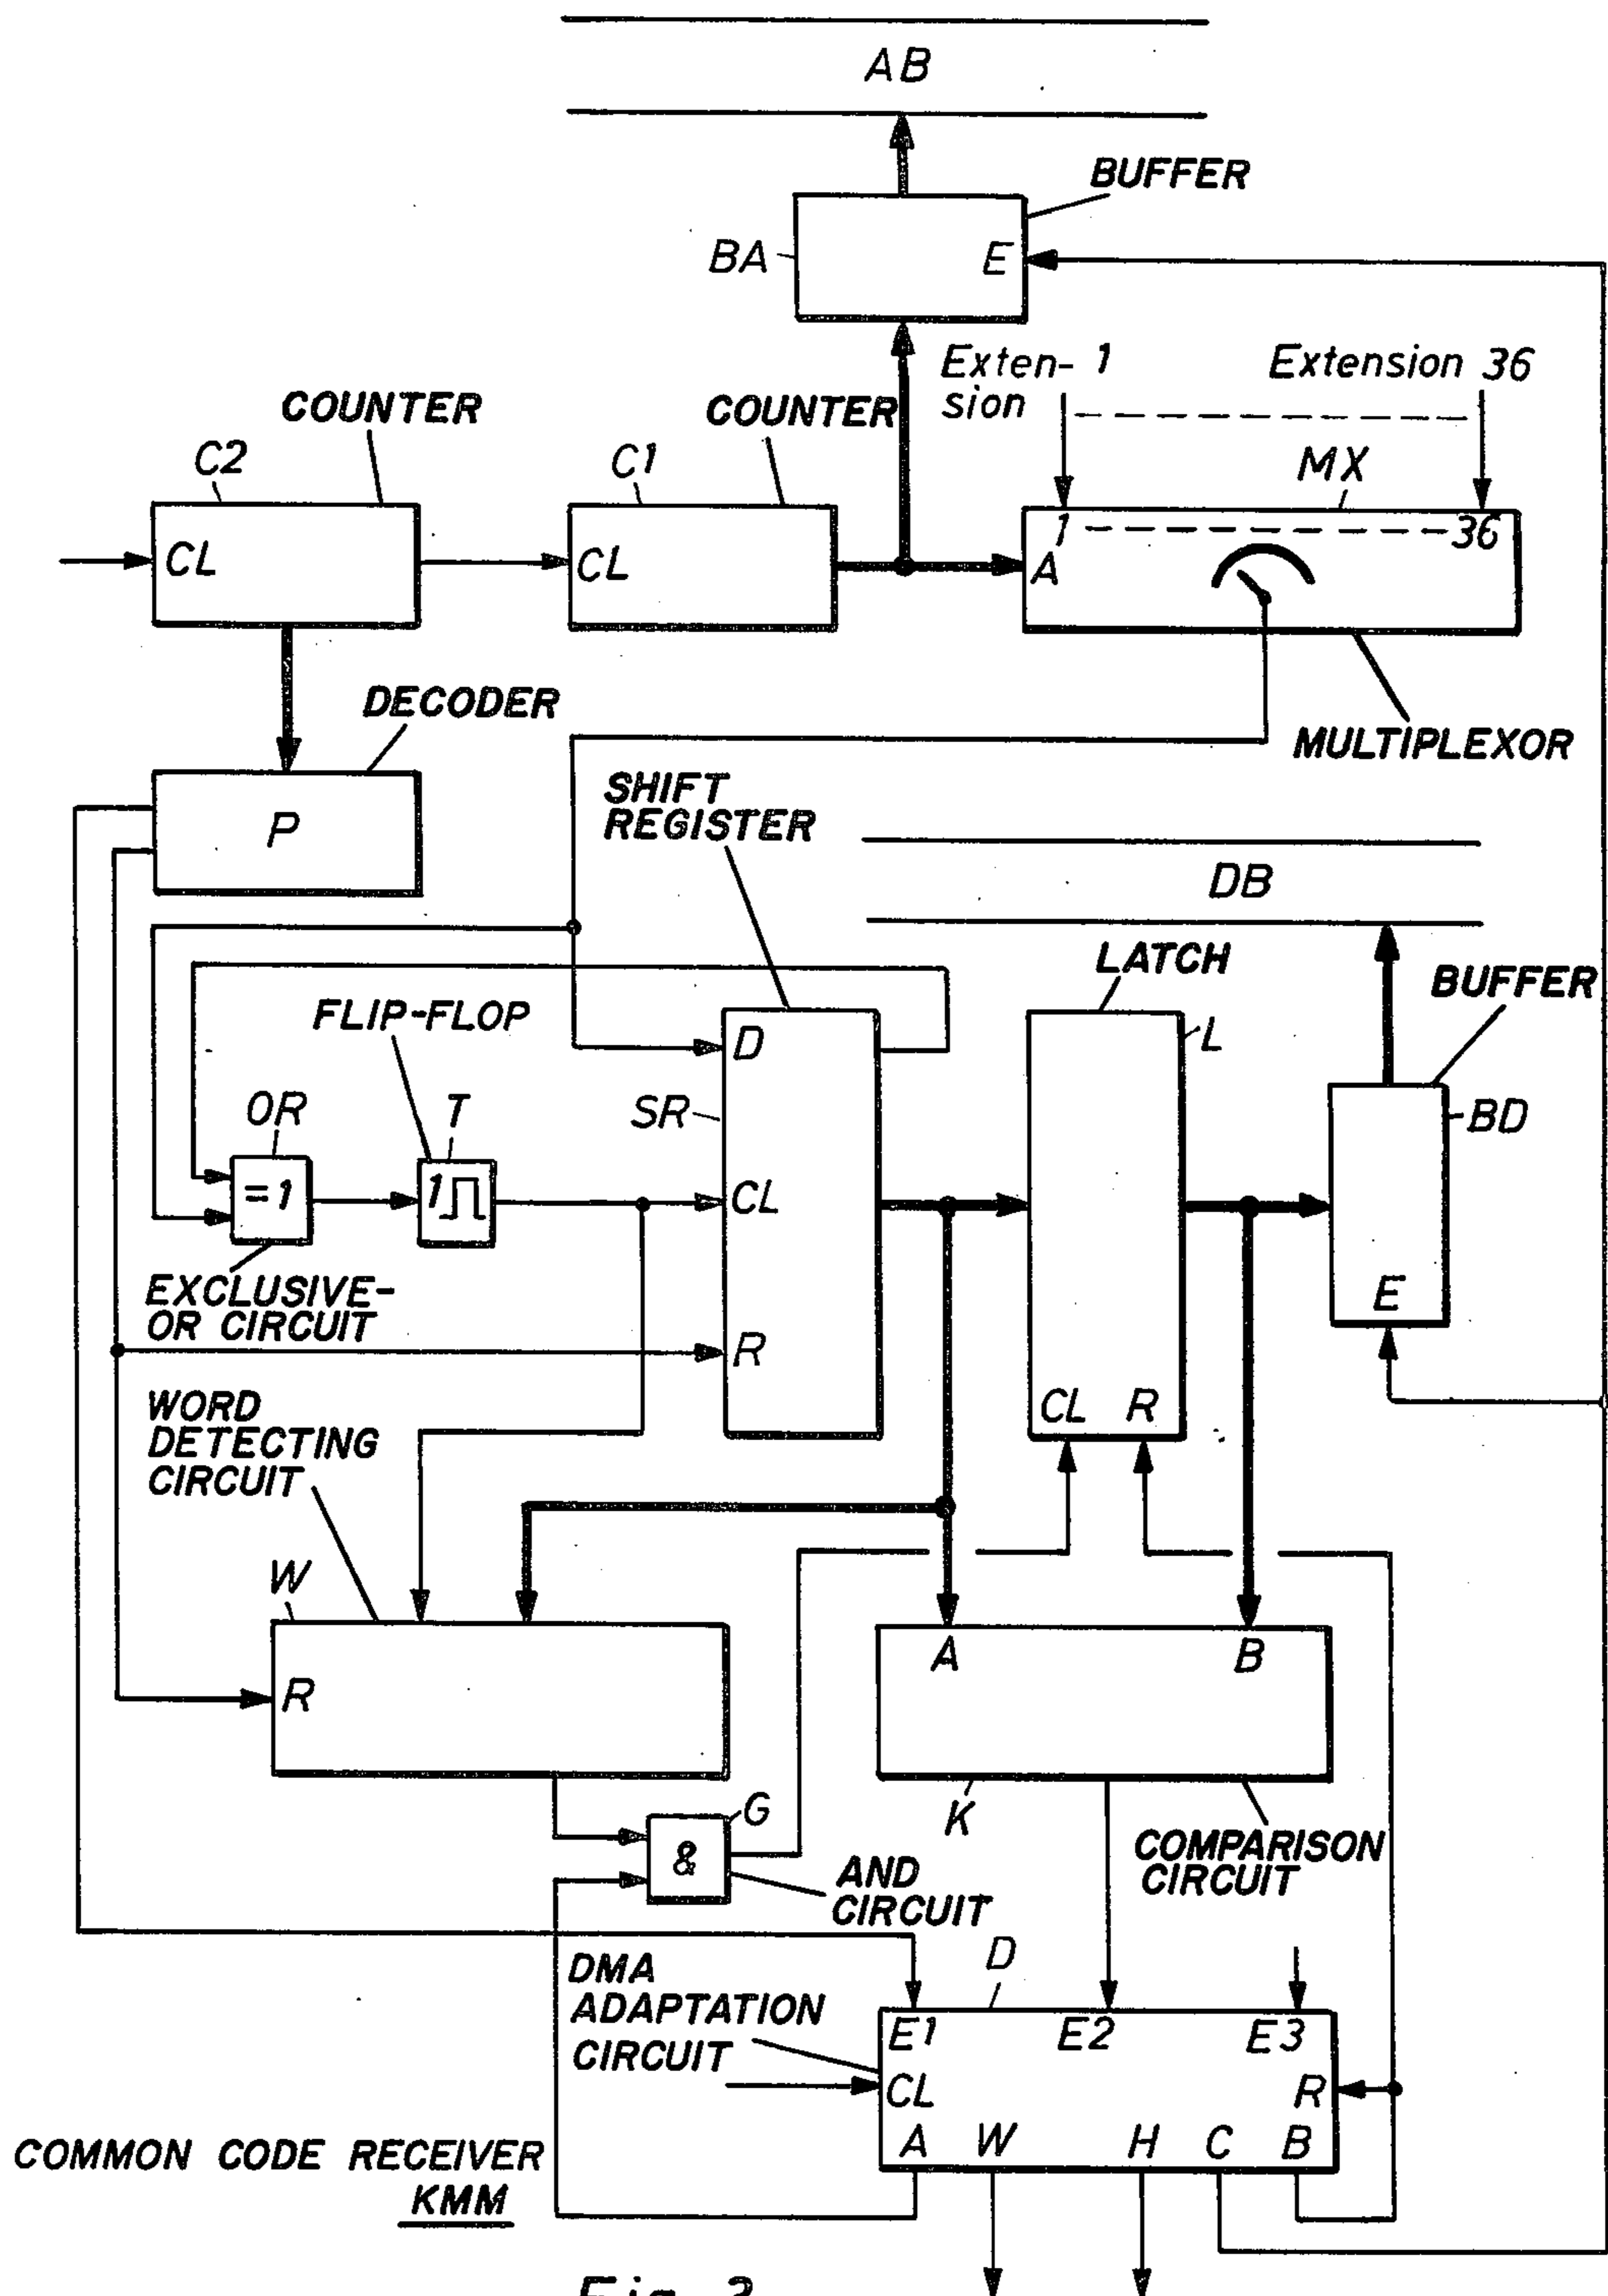 AB
BUFFER
BA
E
Exten- 1
sion
Extension 36
COUNTER
COUNTER
C2
C1
MX
CL
CL
1
36
A
DECODER
MULTIPLEXOR
P
SHIFT
REGISTER
DB
LATCH
BUFFER
FLIP-FLOP
D
L
OR
T
SR
BD
=1
1
CL
EXCLUSIVE-
OR CIRCUIT
E
R
CL R
WORD
DETECTING
CIRCUIT
W
A
B
R
G
K
&
COMPARISON
CIRCUIT
AND
CIRCUIT
DMA
ADAPTATION
CIRCUIT
D
E1
E2
E3
CL
R
A W H C B
COMMON CODE RECEIVER
KMM
Fig. 3